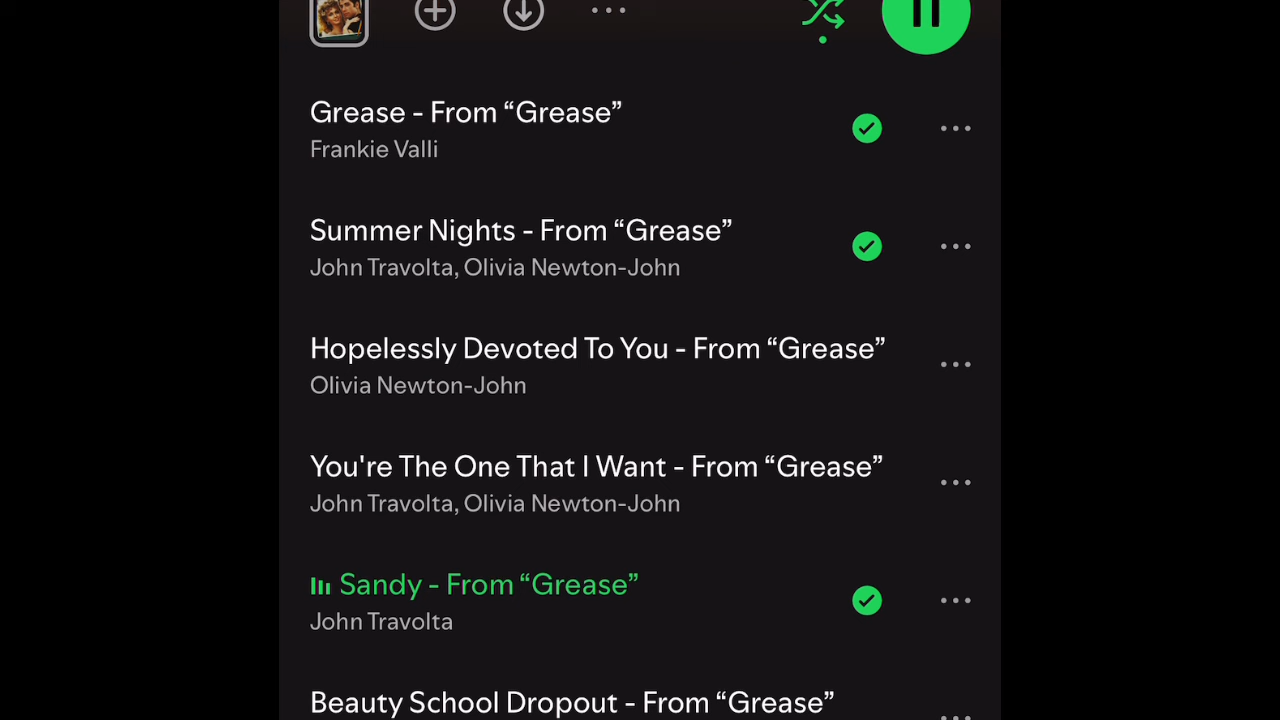 Grease - From “Grease”
Frankie Valli
Summer Nights - From “Grease”
John Travolta, Olivia Newton-John
Hopelessly Devoted To You - From “Grease”
Olivia Newton-John
You're The One That I Want - From “Grease”
John Travolta, Olivia Newton-John
Sandy - From “Grease”
John Travolta
Beauty School Dropout - From “Grease”